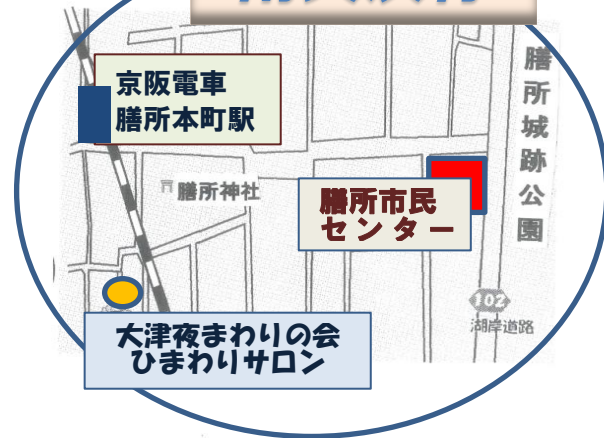 京阪電車
膳所本町駅
膳所城跡公園
膳所神社
膳所市民
センター
102
湖岸道路
大津夜まわりの会
ひまわりサロン